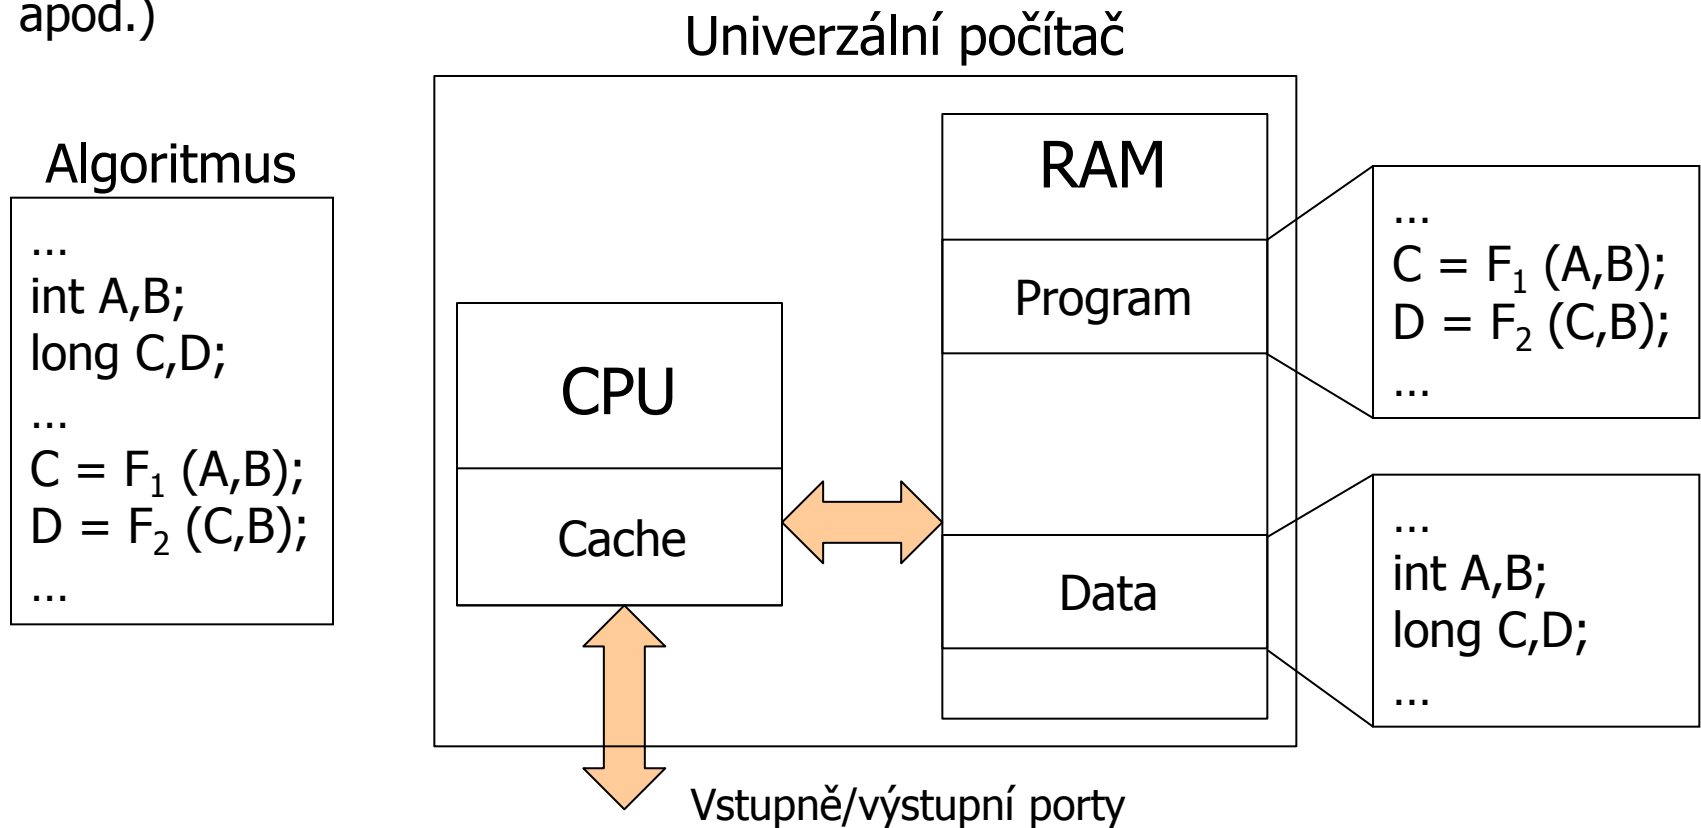 apod.)
Univerzální počítač
Algoritmus
...
int A,B;
long C,D;
...
C = F₁ (A,B);
D = F₂ (C,B);
...
CPU
Cache
RAM
Program
Data
...
C = F₁ (A,B);
D = F₂ (C,B);
...
...
int A,B;
long C,D;
...
Vstupně/výstupní porty